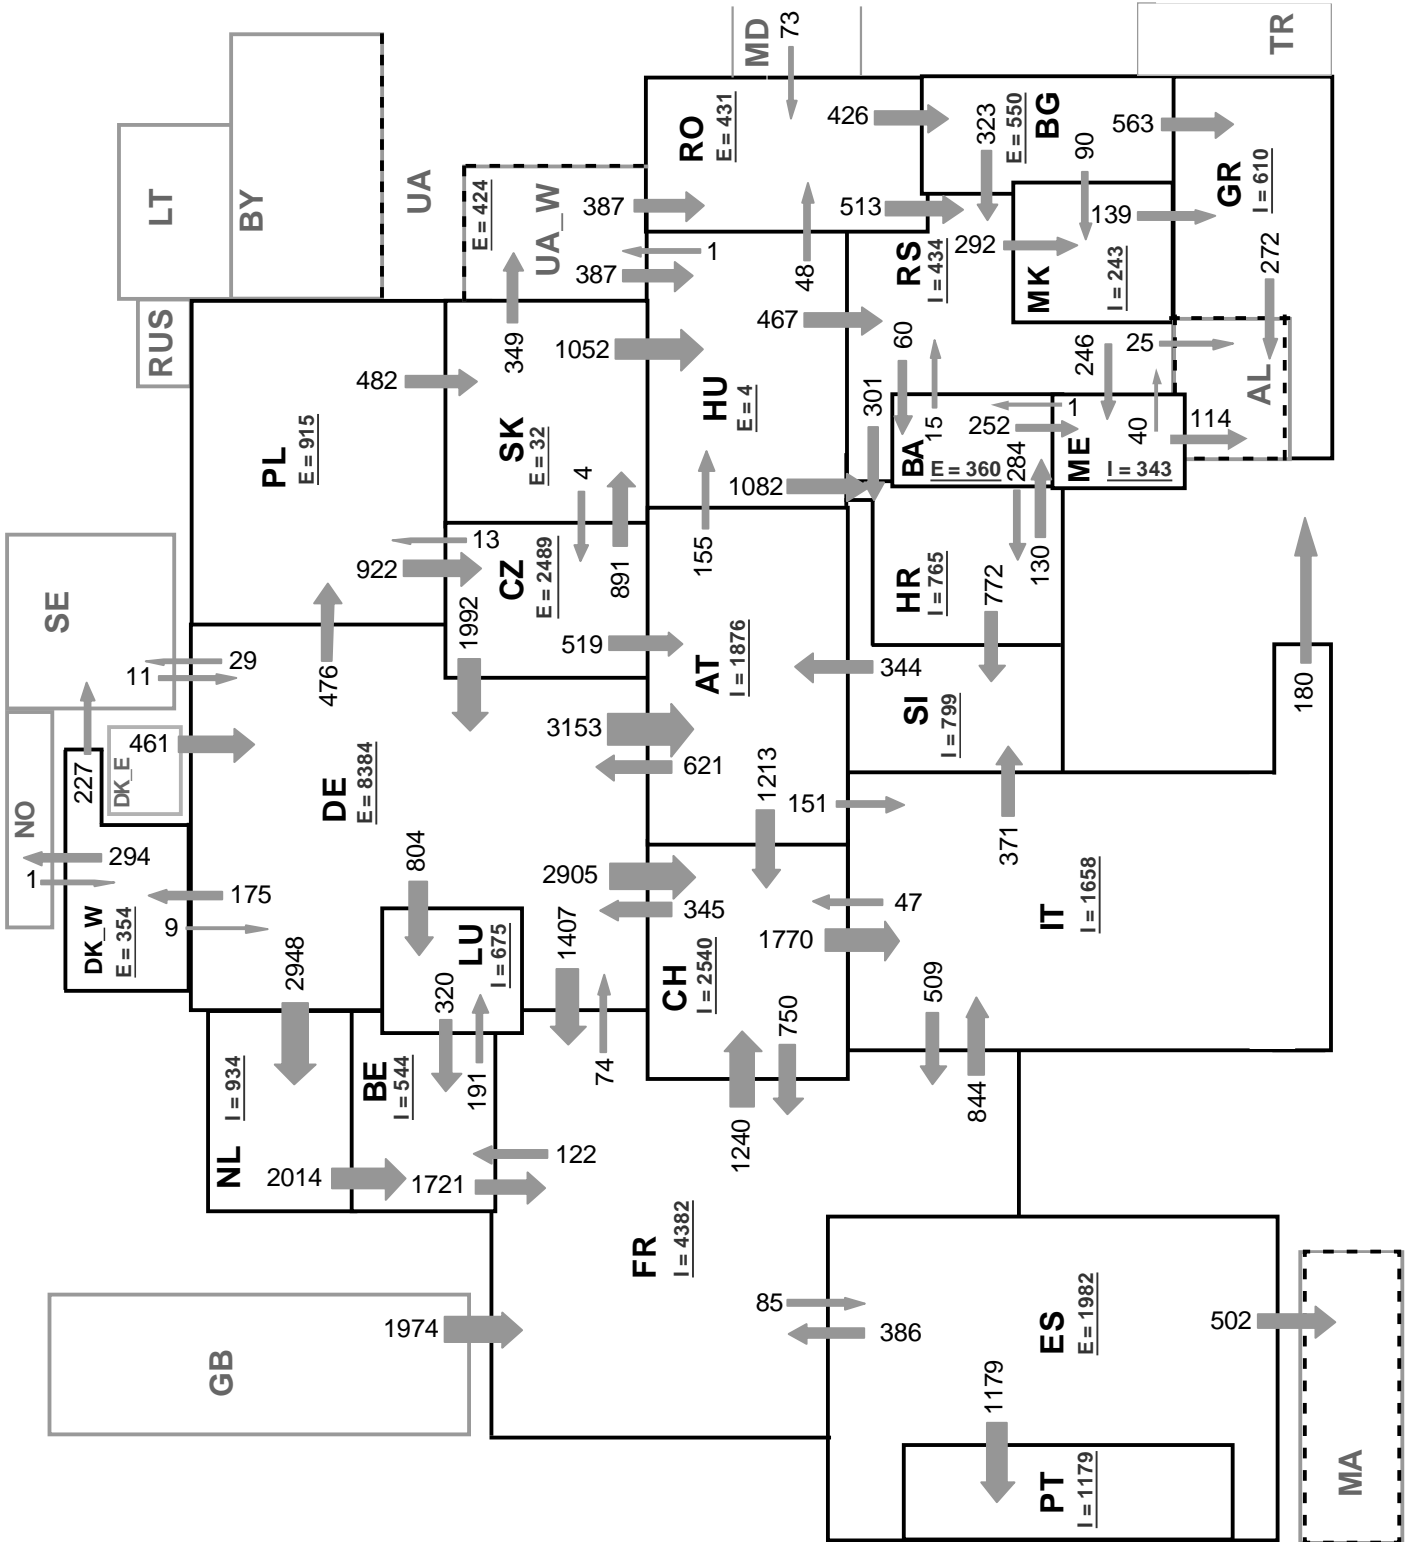 MD
73
TR
LT
BY
UA
RUS
RO
E = 431
426
323
E = 550
BG
563
90
E = 424
UA_W
387
387
1
48
513
RS
I = 434
292
139
GR
I = 610
MK
I = 243
272
349
1052
467
60
246
25
AL
PL
E = 915
482
SK
E = 32
HU
E = 4
301
15
252
1
BA
E = 360
284
ME
I = 343
40
114
4
155
1082
13
922
CZ
E = 2489
891
HR
I = 765
772
130
SE
29
11
476
1992
519
AT
I = 1876
344
SI
I = 799
180
227
461
DK_E
NO
3153
621
1213
151
371
DE
E = 8384
294
1
175
9
DK_W
E = 354
804
2905
345
47
1770
IT
I = 1658
2948
LU
I = 675
320
1407
CH
I = 2540
750
509
NL
I = 934
BE
I = 544
191
74
1240
844
122
2014
1721
FR
I = 4382
GB
1974
85
386
ES
E = 1982
502
1179
PT
I = 1179
MA